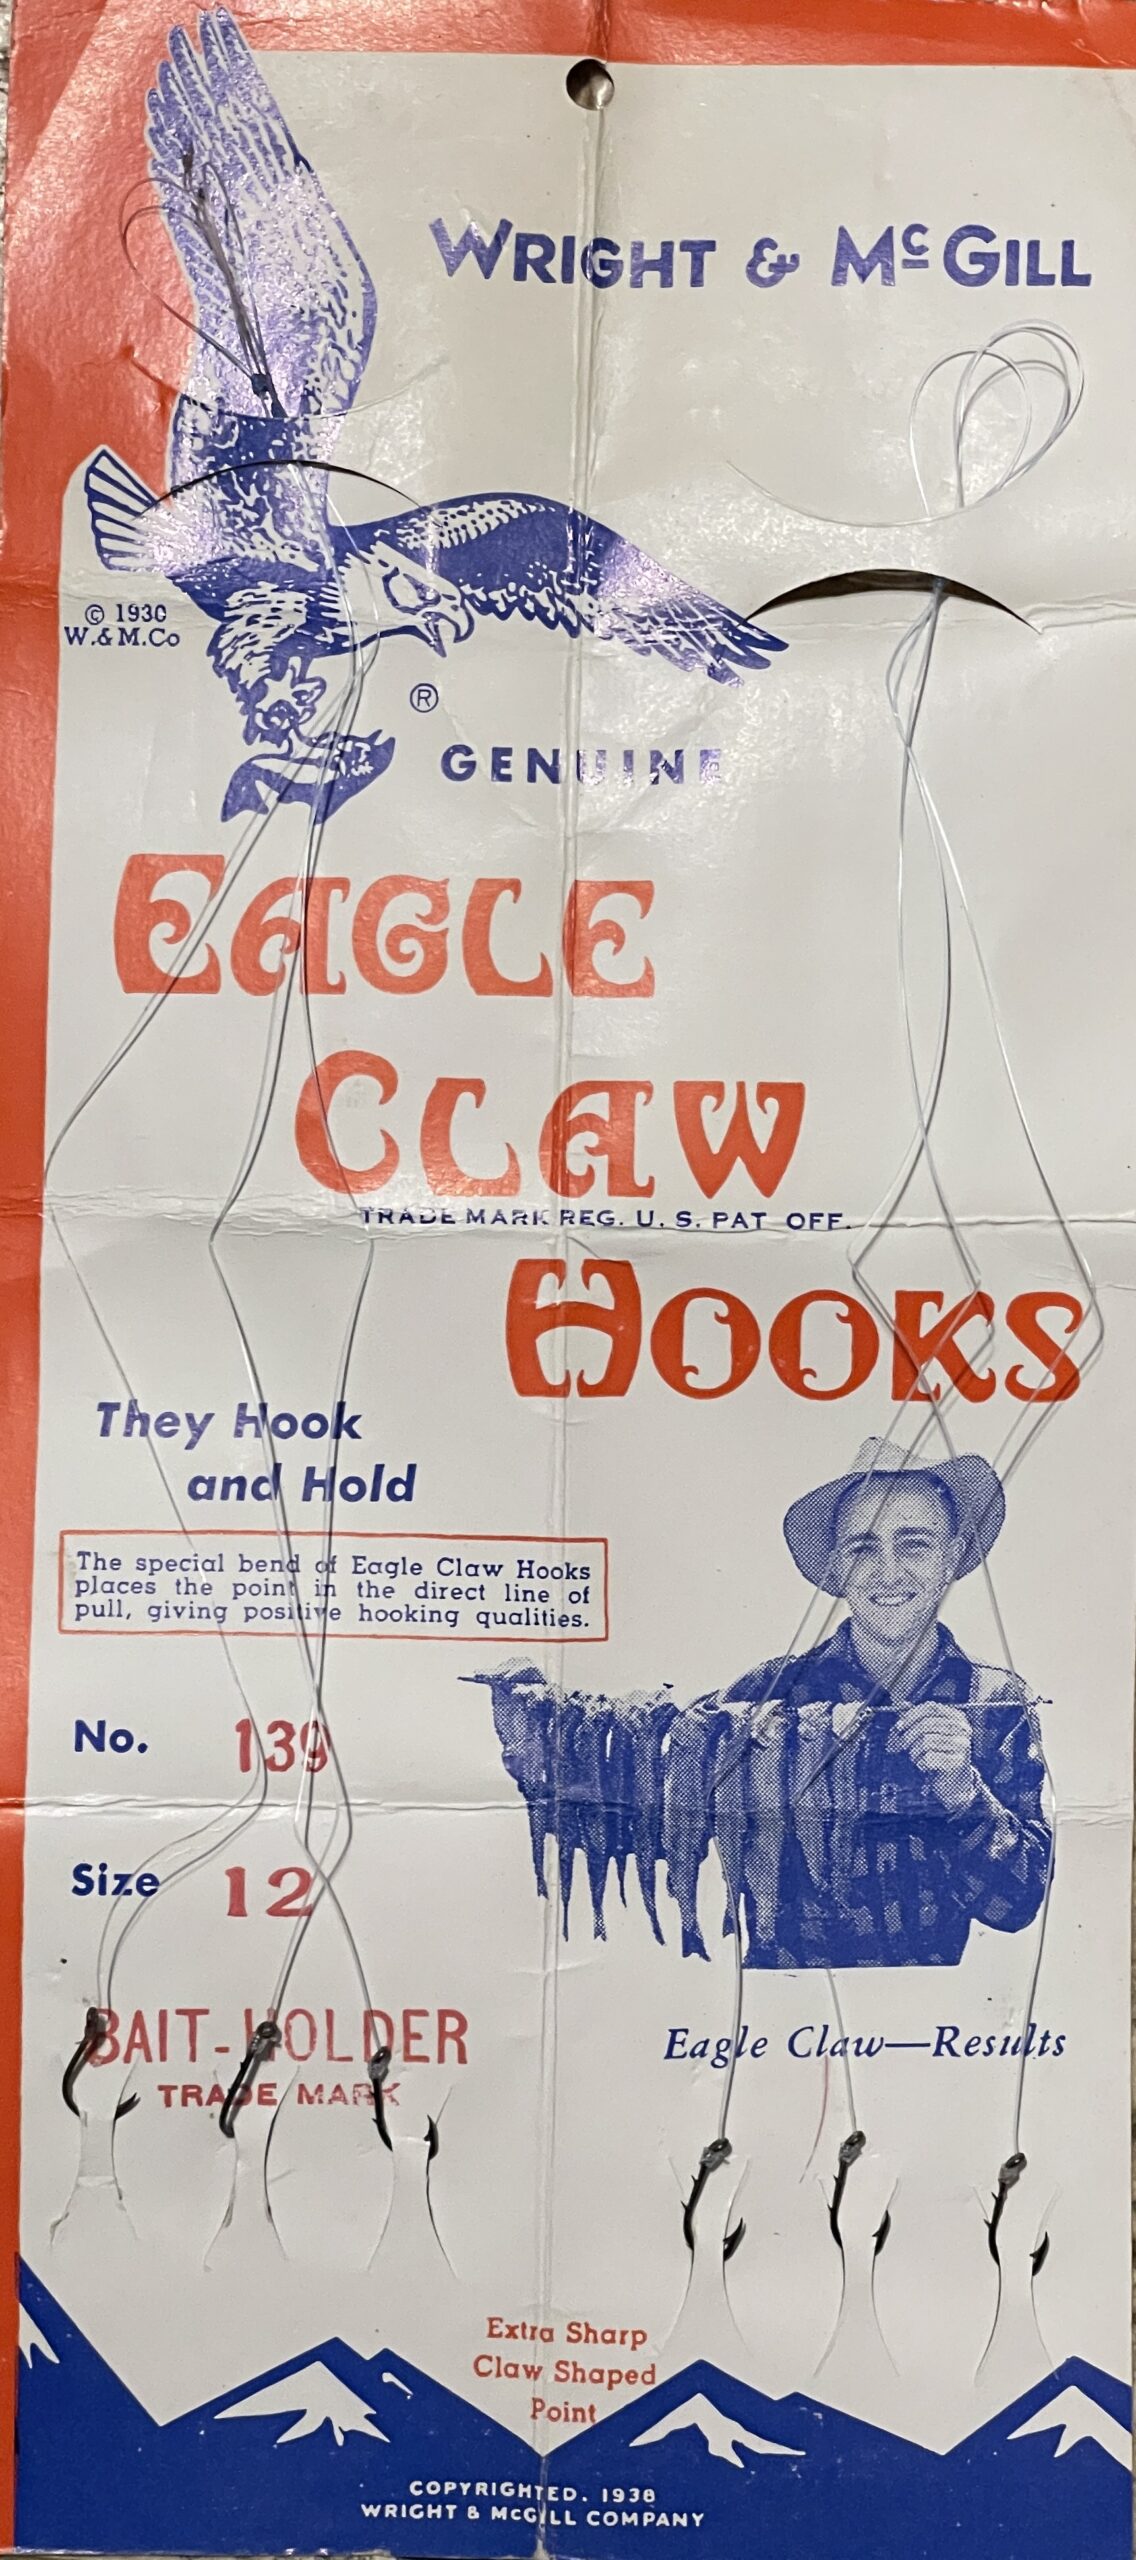 WRIGHT & McGILL
© 1930
W. & M. Co
®
GENUINE
EAGLE
CLAW
TRADE MARK REG. U. S. PAT OFF.
HOOKS
They Hook
and Hold
The special bend of Eagle Claw Hooks
places the point in the direct line of
pull, giving positive hooking qualities.
No. 139
Size 12
BAIT-HOLDER
TRADE MARK
Eagle Claw—Results
Extra Sharp
Claw Shaped
Point
COPYRIGHTED. 1938
WRIGHT & McGILL COMPANY